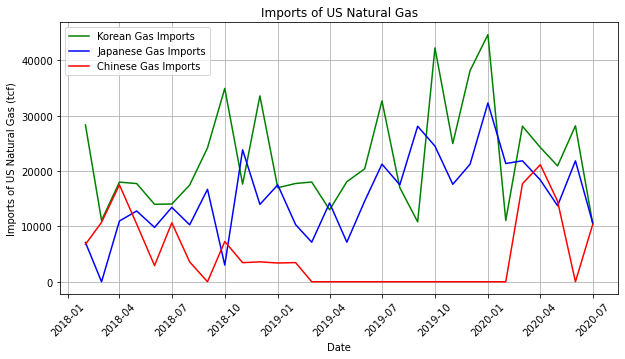 Imports of US Natural Gas
Korean Gas Imports
Japanese Gas Imports
Chinese Gas Imports
Imports of US Natural Gas (tcf)
40000
30000
20000
10000
0
2018-01
2018-04
2018-07
2018-10
2019-01
2019-04
2019-07
2019-10
2020-01
2020-04
2020-07
Date